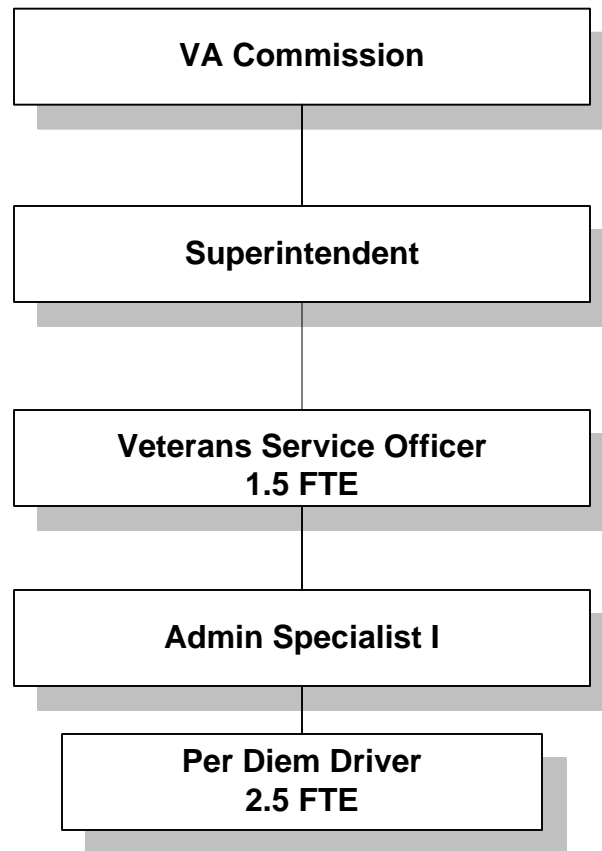 VA Commission
Superintendent
Veterans Service Officer
1.5 FTE
Admin Specialist I
Per Diem Driver
2.5 FTE